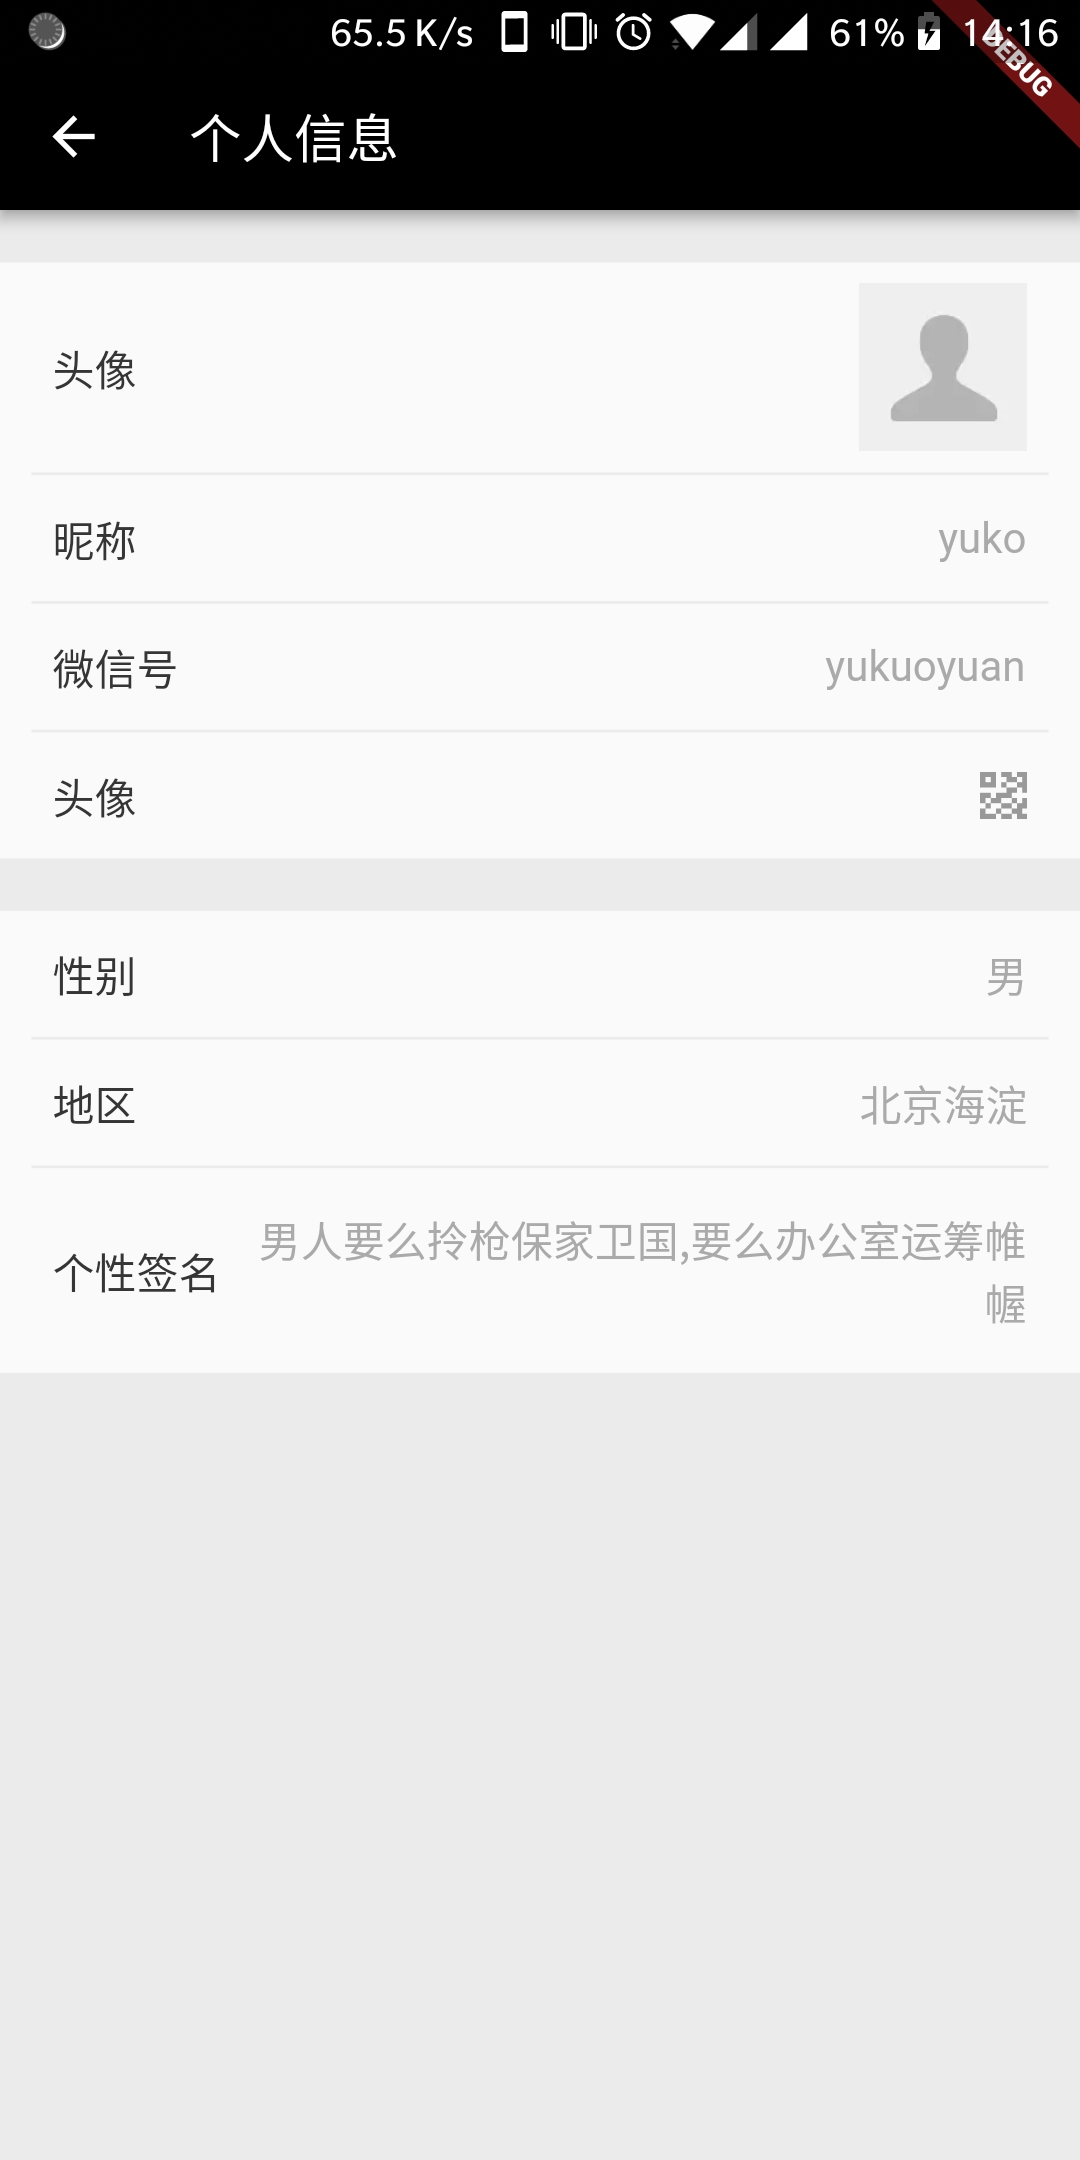 65.5 K/s 61% 14:16
DEBUG
个人信息
头像
昵称 yuko
微信号 yukuoyuan
头像
性别 男
地区 北京海淀
个性签名 男人要么拎枪保家卫国,要么办公室运筹帷
幄